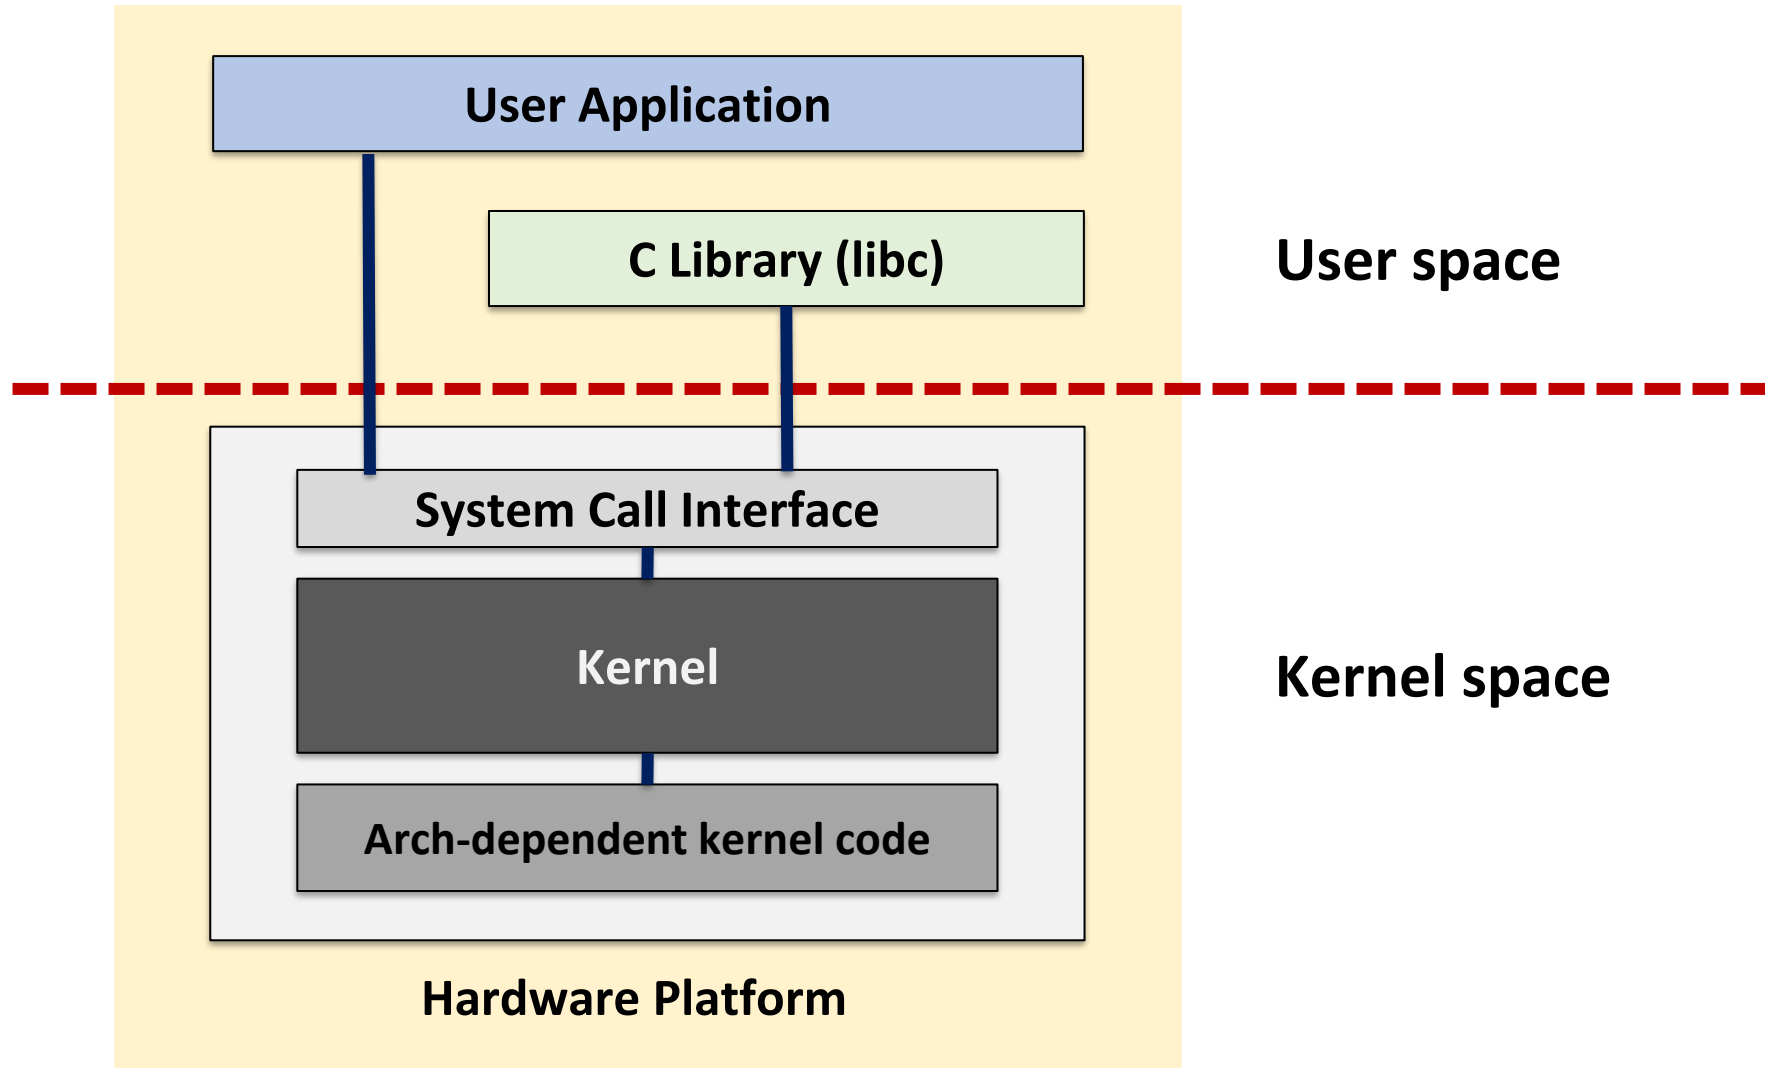 User Application
C Library (libc)
User space
System Call Interface
Kernel
Kernel space
Arch-dependent kernel code
Hardware Platform